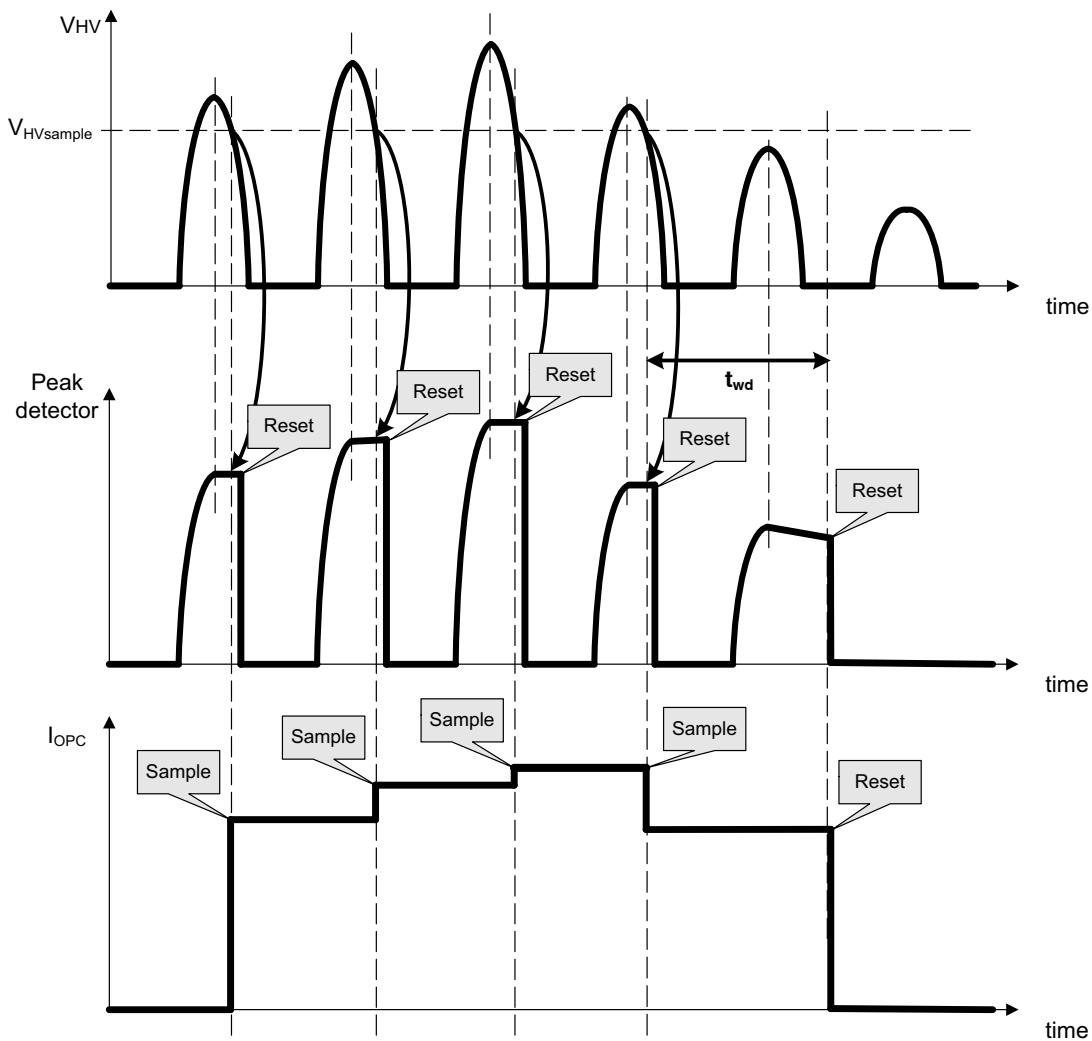 VHV
VHVsample
time
Peak
detector
Reset
Reset
Reset
Reset
twd
Reset
time
IOPC
Sample
Sample
Sample
Sample
Reset
time